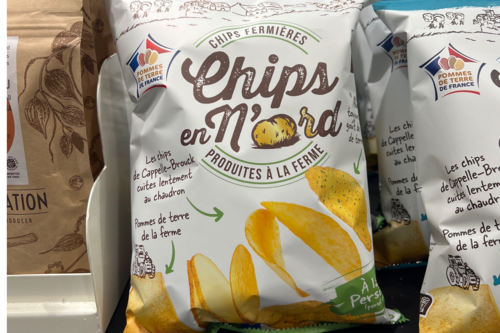 CHIPS FERMIÈRES
Chips
en N'ord
PRODUITES À LA FERME
POMMES
DE TERRE
DE FRANCE
Les chips
de Cappelle-Brouck
cuites lentement
au chaudron
Pommes de terre
de la ferme
POMMES
DE TERRE
DE FRANCE
Les chips
de Cappelle-Brouck
cuites lentement
au chaudron
Pommes de terre
de la ferme